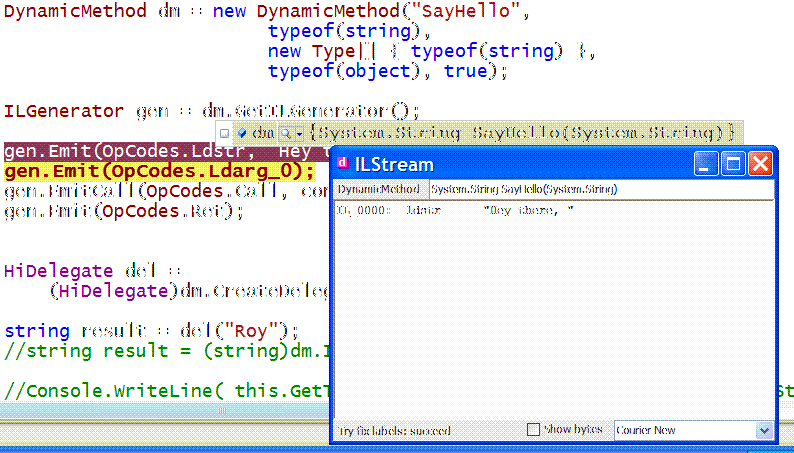 DynamicMethod dm = new DynamicMethod("SayHello",
typeof(string),
new Type[] { typeof(string) },
typeof(object), true);
ILGenerator gen = dm.GetILGenerator();
dm {System.String SayHello(System.String)}
gen.Emit(OpCodes.Ldstr, "Hey t
gen.Emit(OpCodes.Ldarg_0);
gen.EmitCall(OpCodes.Call, con
gen.Emit(OpCodes.Ret);
HiDelegate del =
(HiDelegate)dm.CreateDeleg
string result = del("Roy");
//string result = (string)dm.I
//Console.WriteLine( this.GetT
St
ILStream
DynamicMethod System.String SayHello(System.String)
IL_0000: ldstr "Hey there, "
Try fix labels: succeed Show bytes Courier New